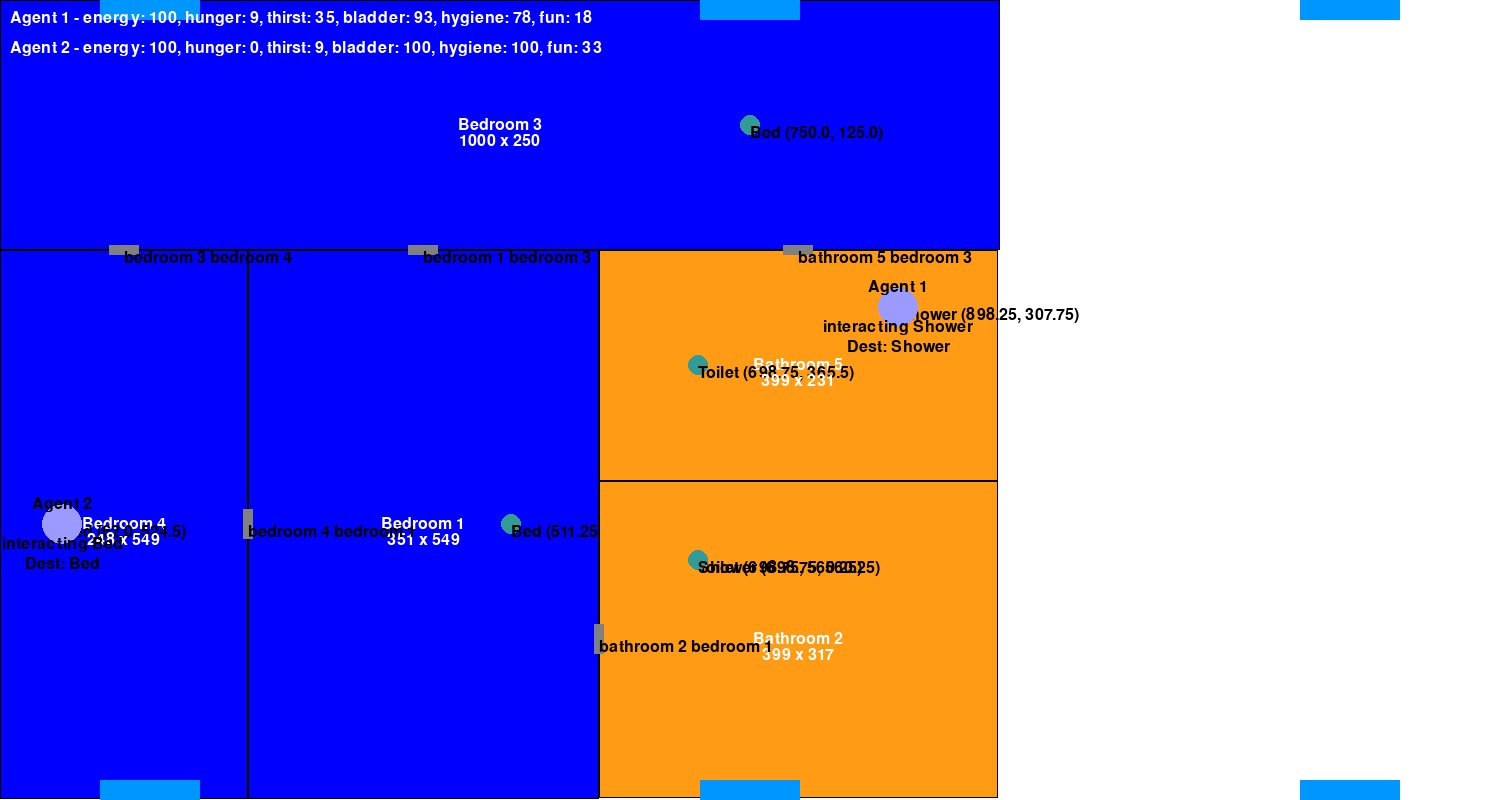 Agent 1 - energy: 100, hunger: 9, thirst: 35, bladder: 93, hygiene: 78, fun: 18
Agent 2 - energy: 100, hunger: 0, thirst: 9, bladder: 100, hygiene: 100, fun: 33
Bedroom 3
1000 x 250
Bed (750.0, 125.0)
bedroom 3 bedroom 4
bedroom 1 bedroom 3
bathroom 5 bedroom 3
Agent 1
(898.25, 307.75)
interacting Shower
Dest: Shower
Bathroom 5
399 x 231
Toilet (698.75, 365.5)
Agent 2
Bedroom 4
248 x 549
interacting Bed
Dest: Bed
bedroom 4 bedroom 1
Bedroom 1
351 x 549
Bed (511.25
bathroom 2 bedroom 1
Bathroom 2
399 x 317